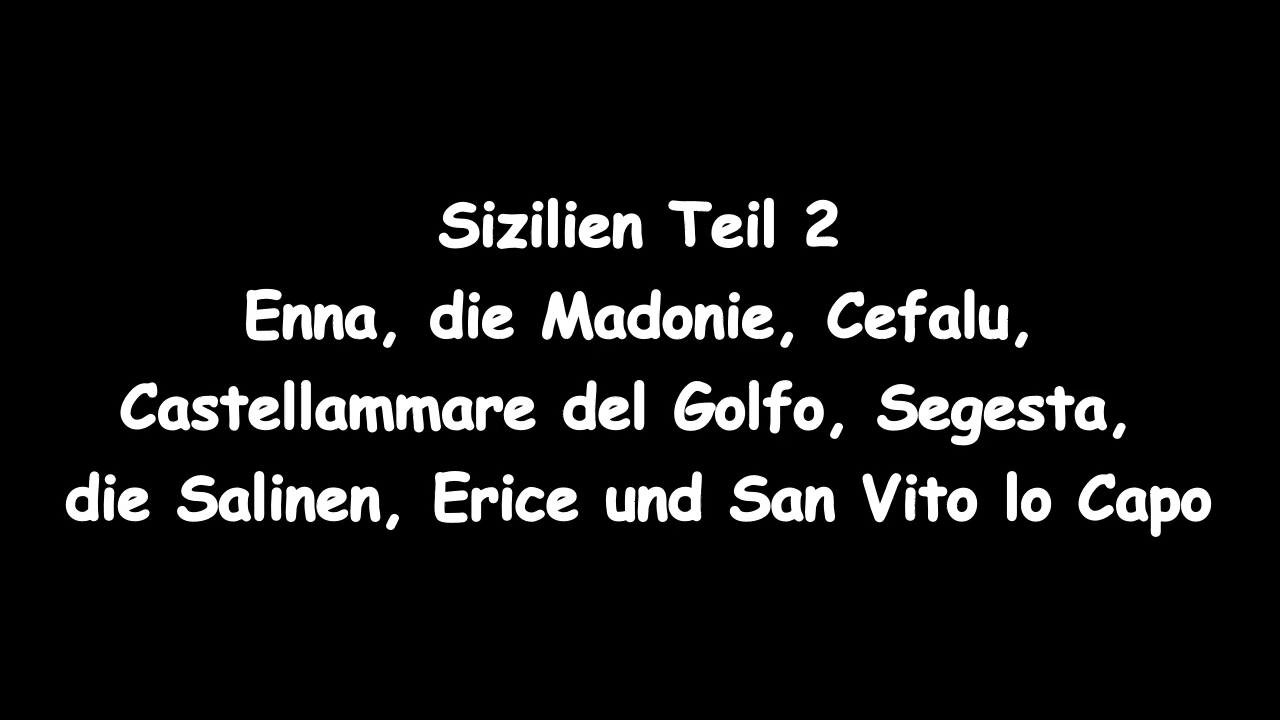 Sizilien Teil 2
Enna, die Madonie, Cefalu,
Castellammare del Golfo, Segesta,
die Salinen, Erice und San Vito lo Capo